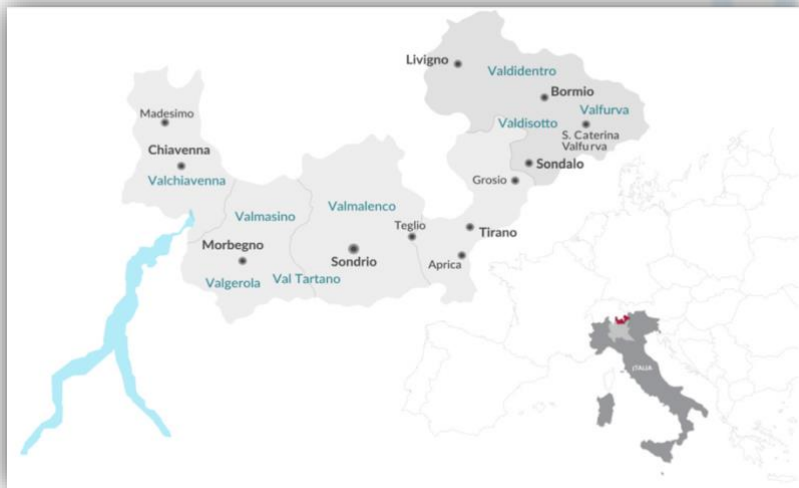 Livigno
Valdidentro
Bormio
Valfurva
Madesimo
Valdisotto
S. Caterina
Valfurva
Chiavenna
Sondalo
Valchiavenna
Grosio
Valmalenco
Valmasino
Teglio
Tirano
Morbegno
Sondrio
Aprica
Valgerola
Val Tartano
ITALIA